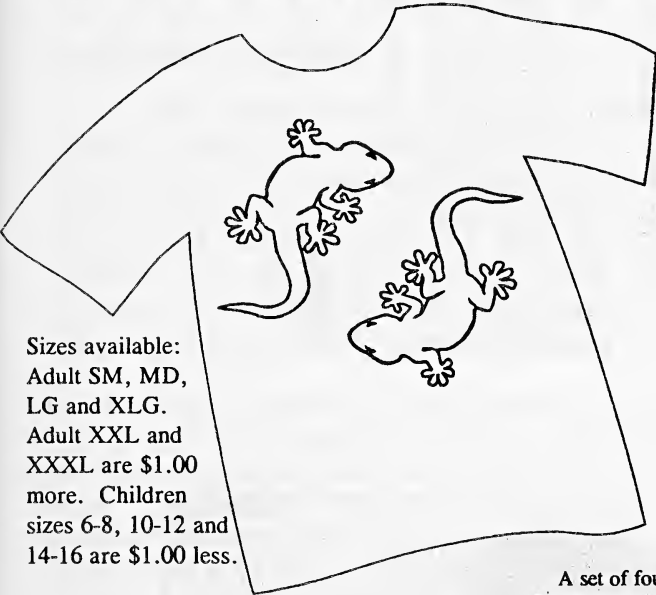 Sizes available:
Adult SM, MD,
LG and XLG.
Adult XXL and
XXXL are $1.00
more. Children
sizes 6-8, 10-12 and
14-16 are $1.00 less.
A set of fou